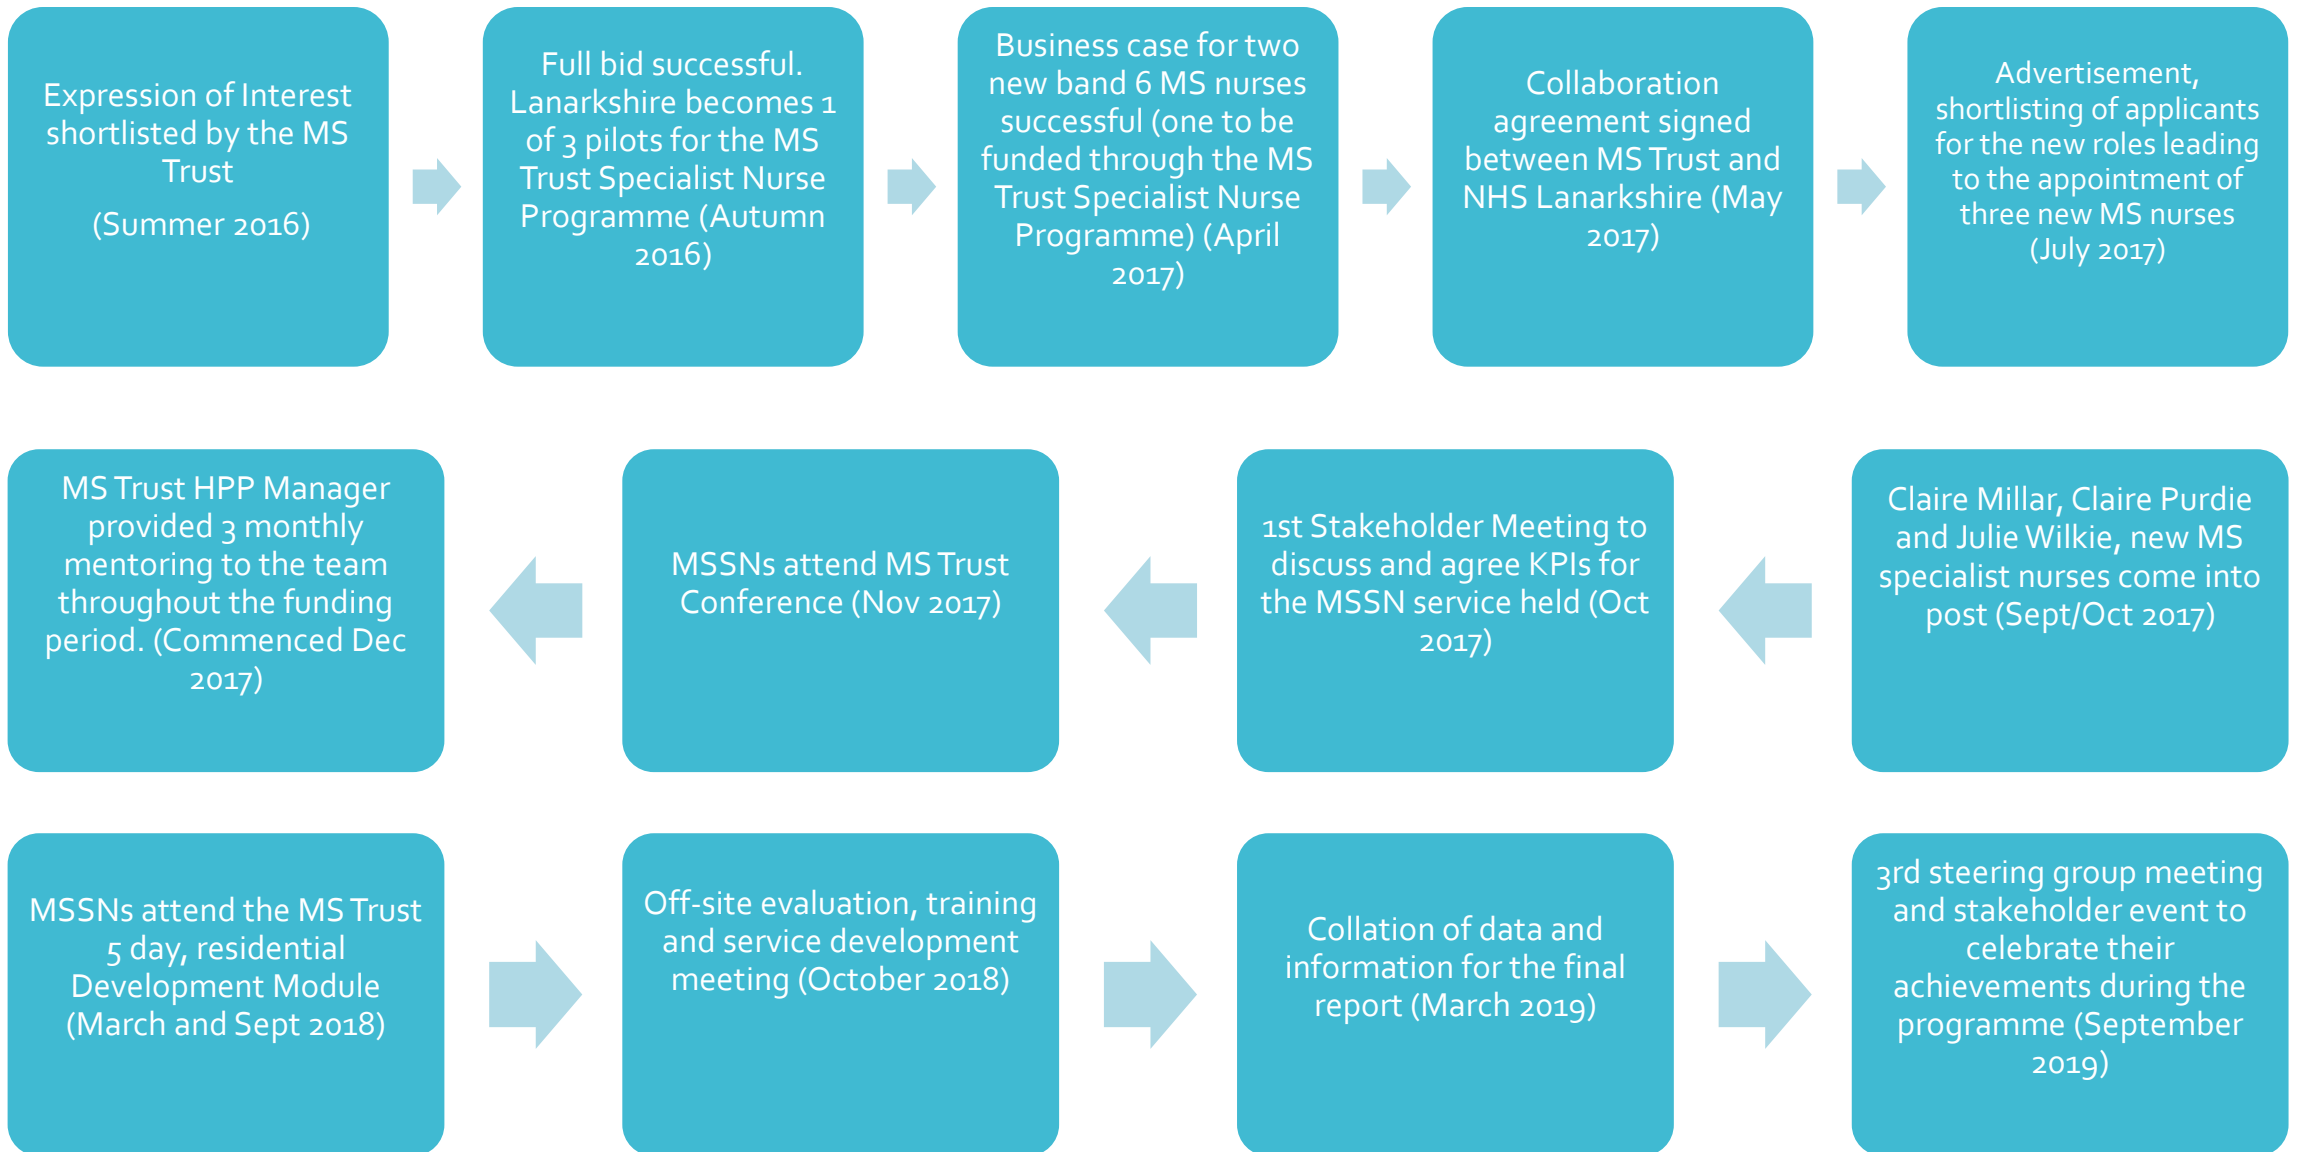 Expression of Interest
shortlisted by the MS
Trust
(Summer 2016)
Full bid successful.
Lanarkshire becomes 1
of 3 pilots for the MS
Trust Specialist Nurse
Programme (Autumn
2016)
Business case for two
new band 6 MS nurses
successful (one to be
funded through the MS
Trust Specialist Nurse
Programme) (April
2017)
Collaboration
agreement signed
between MS Trust and
NHS Lanarkshire (May
2017)
Advertisement,
shortlisting of applicants
for the new roles leading
to the appointment of
three new MS nurses
(July 2017)
Claire Millar, Claire Purdie
and Julie Wilkie, new MS
specialist nurses come into
post (Sept/Oct 2017)
1st Stakeholder Meeting to
discuss and agree KPIs for
the MSSN service held (Oct
2017)
MSSNs attend MS Trust
Conference (Nov 2017)
MS Trust HPP Manager
provided 3 monthly
mentoring to the team
throughout the funding
period. (Commenced Dec
2017)
MSSNs attend the MS Trust
5 day, residential
Development Module
(March and Sept 2018)
Off-site evaluation, training
and service development
meeting (October 2018)
Collation of data and
information for the final
report (March 2019)
3rd steering group meeting
and stakeholder event to
celebrate their
achievements during the
programme (September
2019)